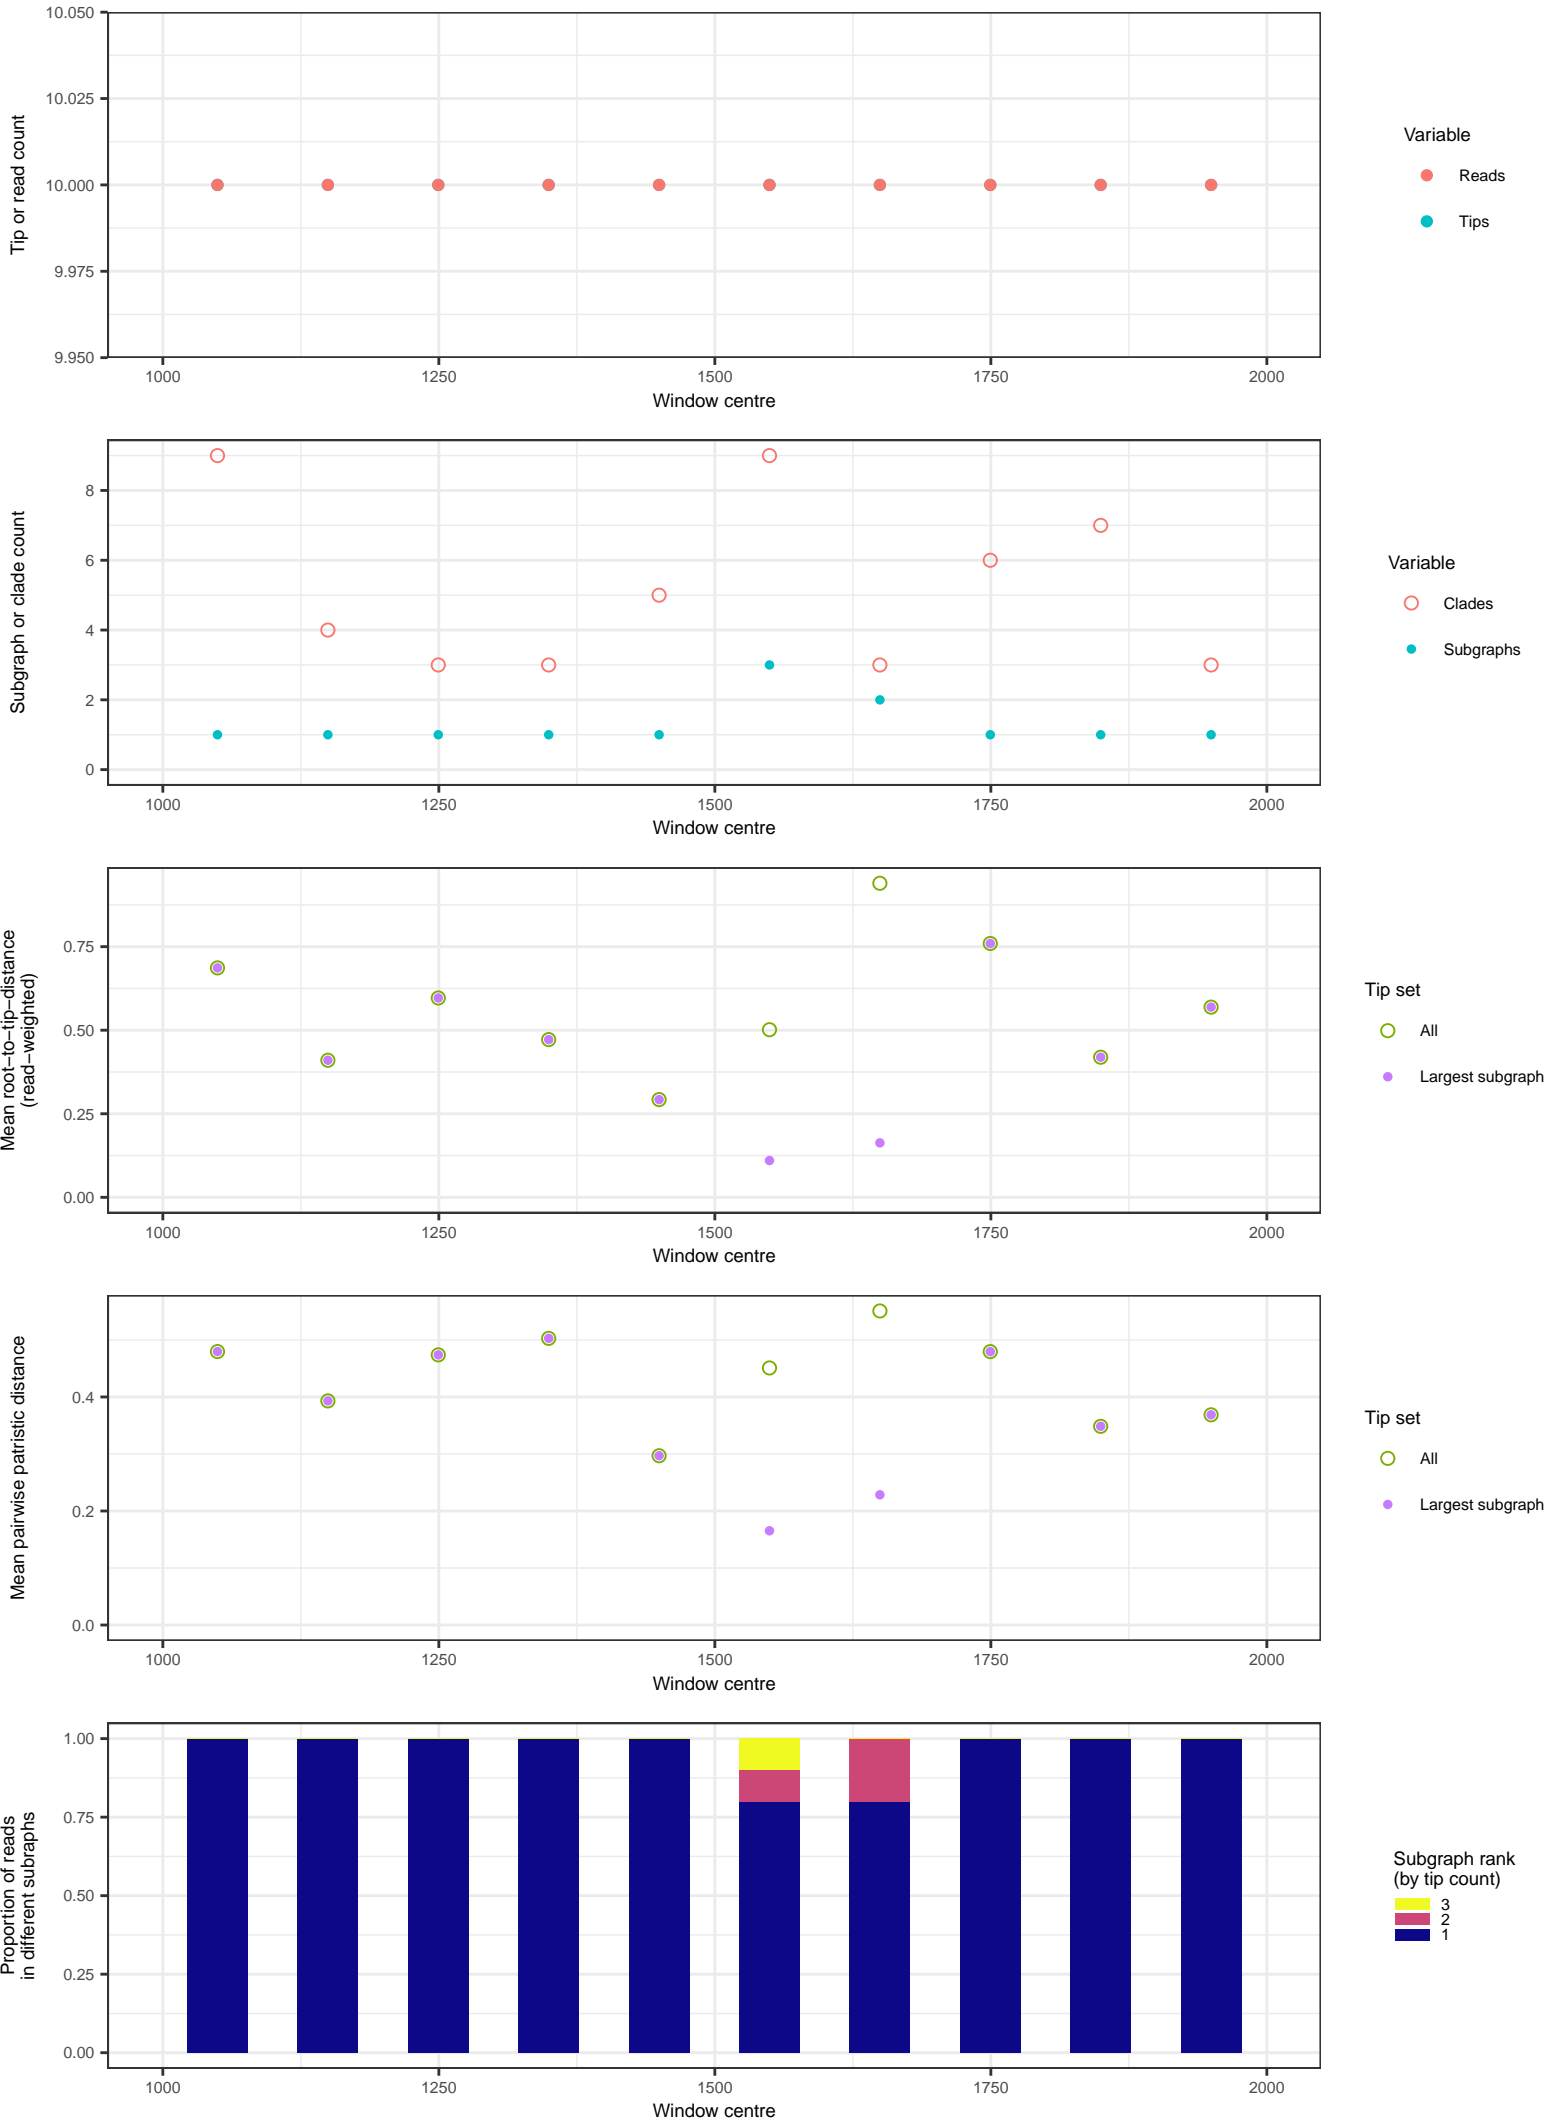 10.050
10.025
10.000
9.975
9.950
Tip or read count
1000 1250 1500 1750 2000
Window centre
Variable
Reads
Tips
8
6
4
2
0
Subgraph or clade count
1000 1250 1500 1750 2000
Window centre
Variable
Clades
Subgraphs
0.75
0.50
0.25
0.00
Mean root−to−tip−distance
(read−weighted)
1000 1250 1500 1750 2000
Window centre
Tip set
All
Largest subgraph
0.4
0.2
0.0
Mean pairwise patristic distance
1000 1250 1500 1750 2000
Window centre
Tip set
All
Largest subgraph
1.00
0.75
0.50
0.25
0.00
Proportion of reads
in different subraphs
1000 1250 1500 1750 2000
Window centre
Subgraph rank
(by tip count)
3
2
1